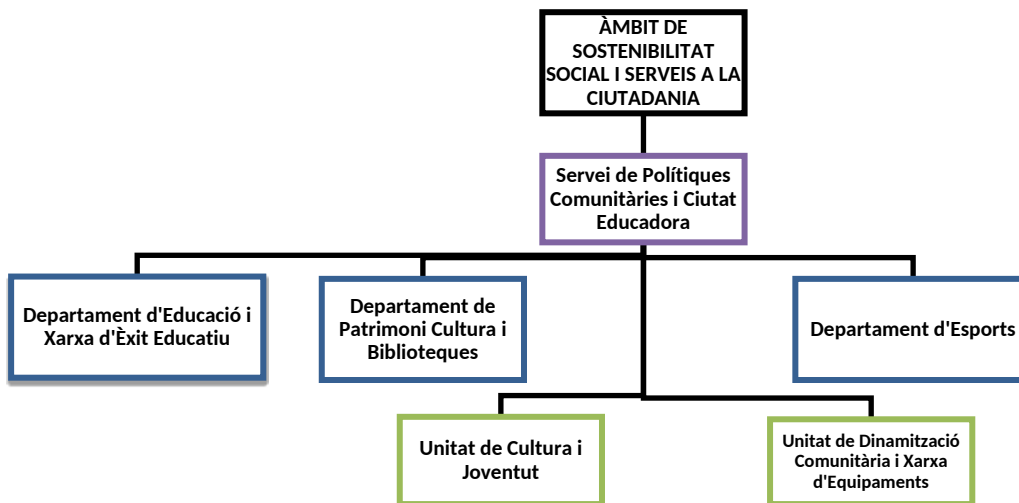 ÀMBIT DE
SOSTENIBILITAT
SOCIAL I SERVEIS A LA
CIUTADANIA
Servei de Polítiques
Comunitàries i Ciutat
Educadora
Departament d'Educació i
Xarxa d'Èxit Educatiu
Departament de
Patrimoni Cultura i
Biblioteques
Departament d'Esports
Unitat de Cultura i
Joventut
Unitat de Dinamització
Comunitària i Xarxa
d'Equipaments